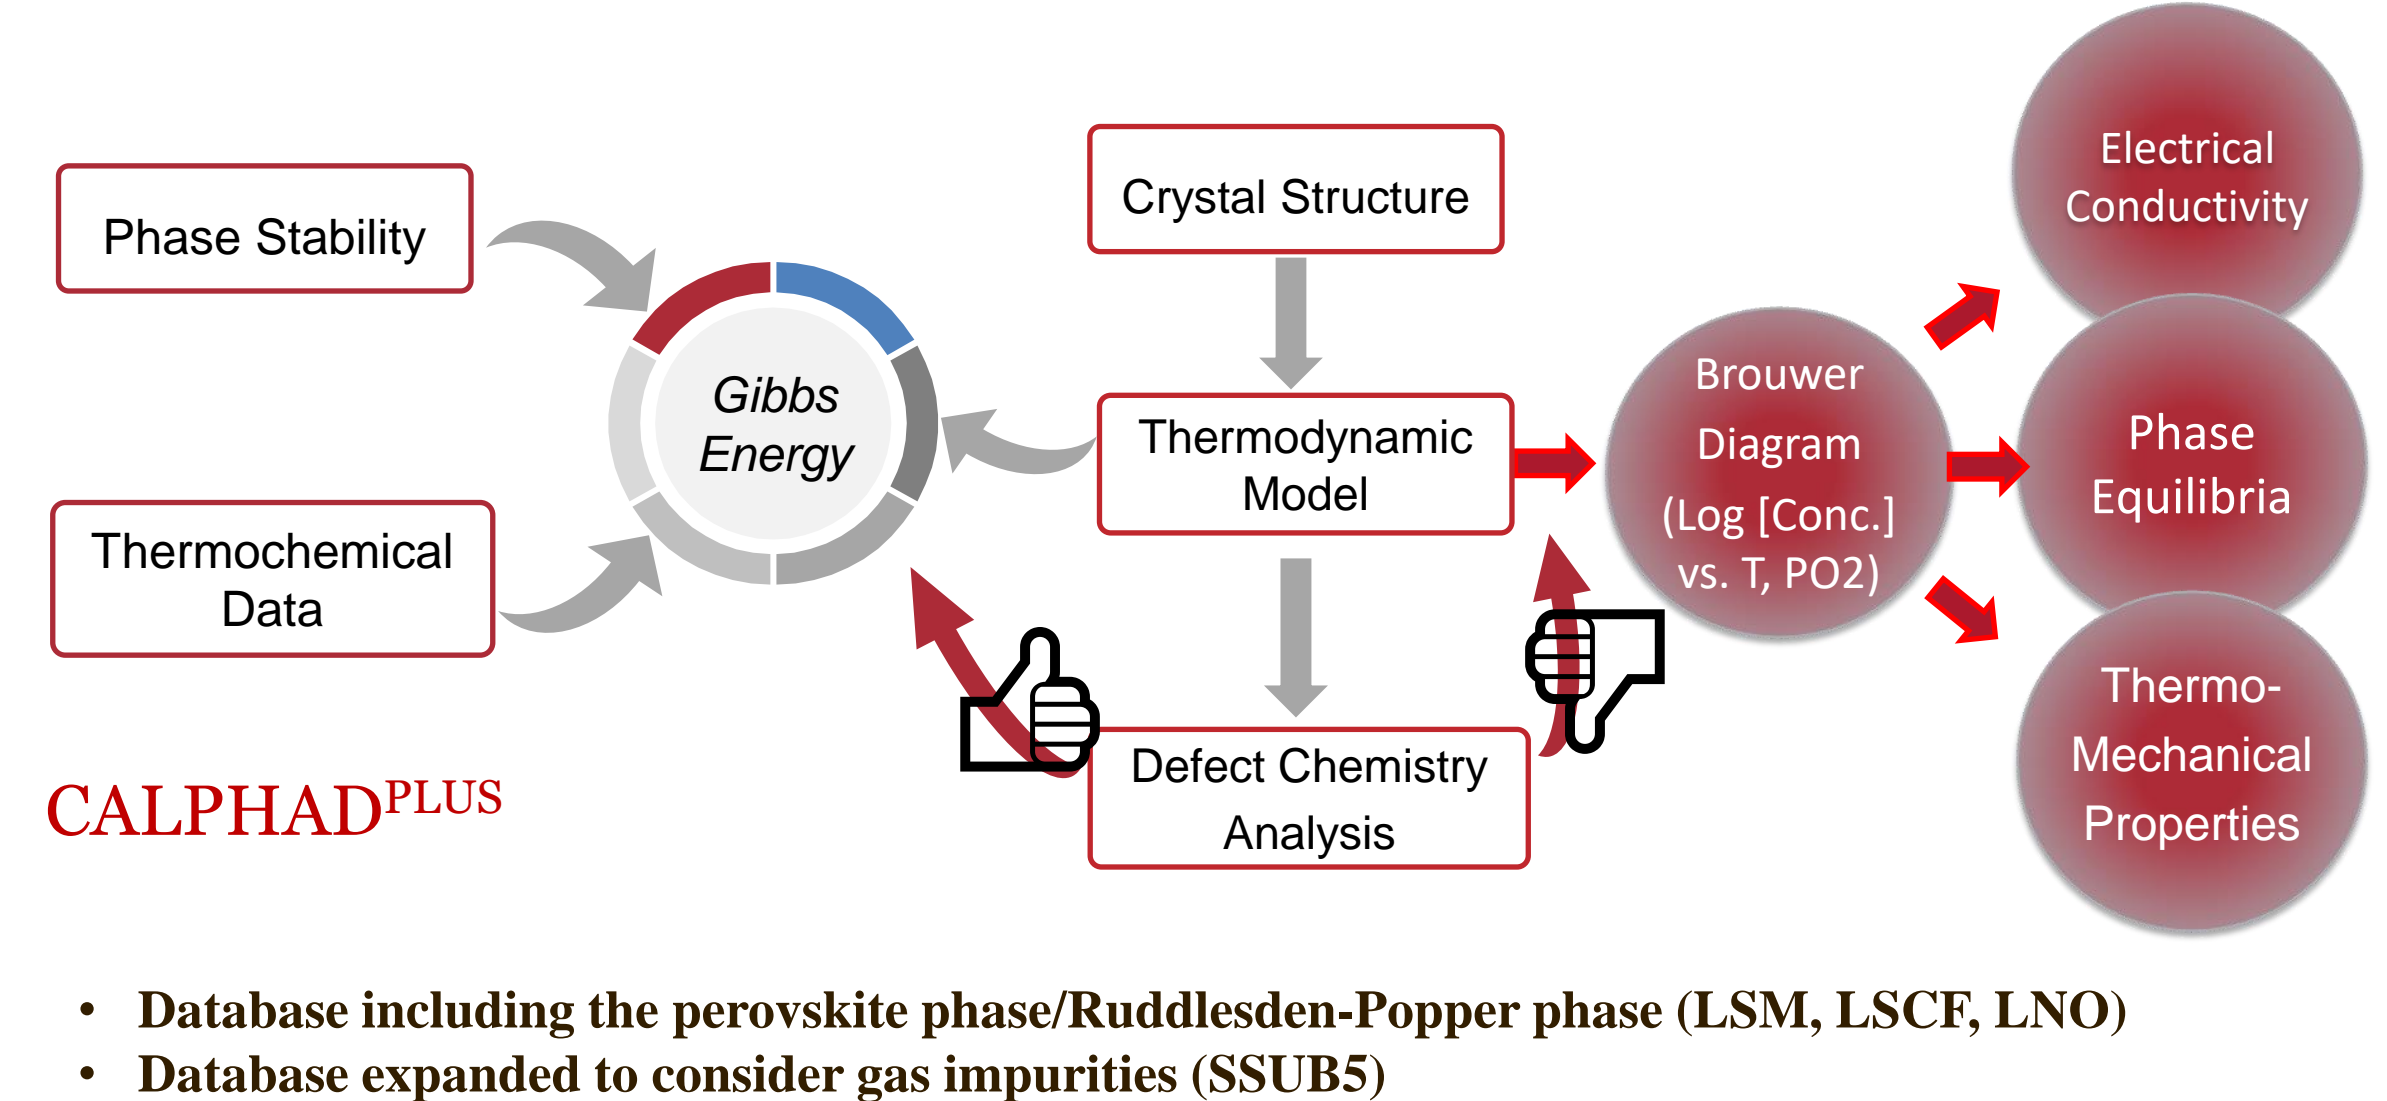 Phase Stability
Thermochemical
Data
Gibbs
Energy
Crystal Structure
Thermodynamic
Model
Defect Chemistry
Analysis
Brouwer
Diagram
(Log [Conc.]
vs. T, PO2)
Electrical
Conductivity
Phase
Equilibria
Thermo-
Mechanical
Properties
CALPHADPLUS
• Database including the perovskite phase/Ruddlesden-Popper phase (LSM, LSCF, LNO)
• Database expanded to consider gas impurities (SSUB5)